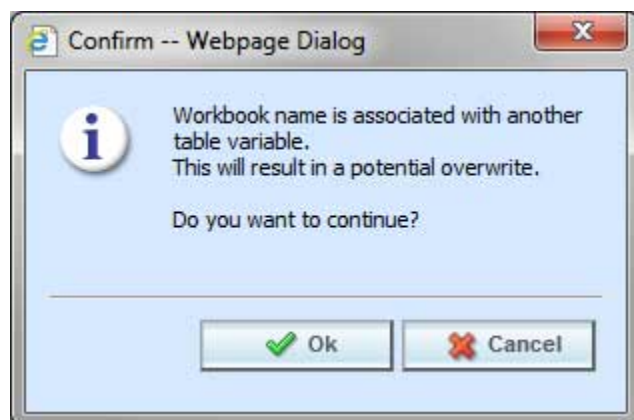 Confirm -- Webpage Dialog
Workbook name is associated with another
table variable.
This will result in a potential overwrite.
Do you want to continue?
Ok
Cancel